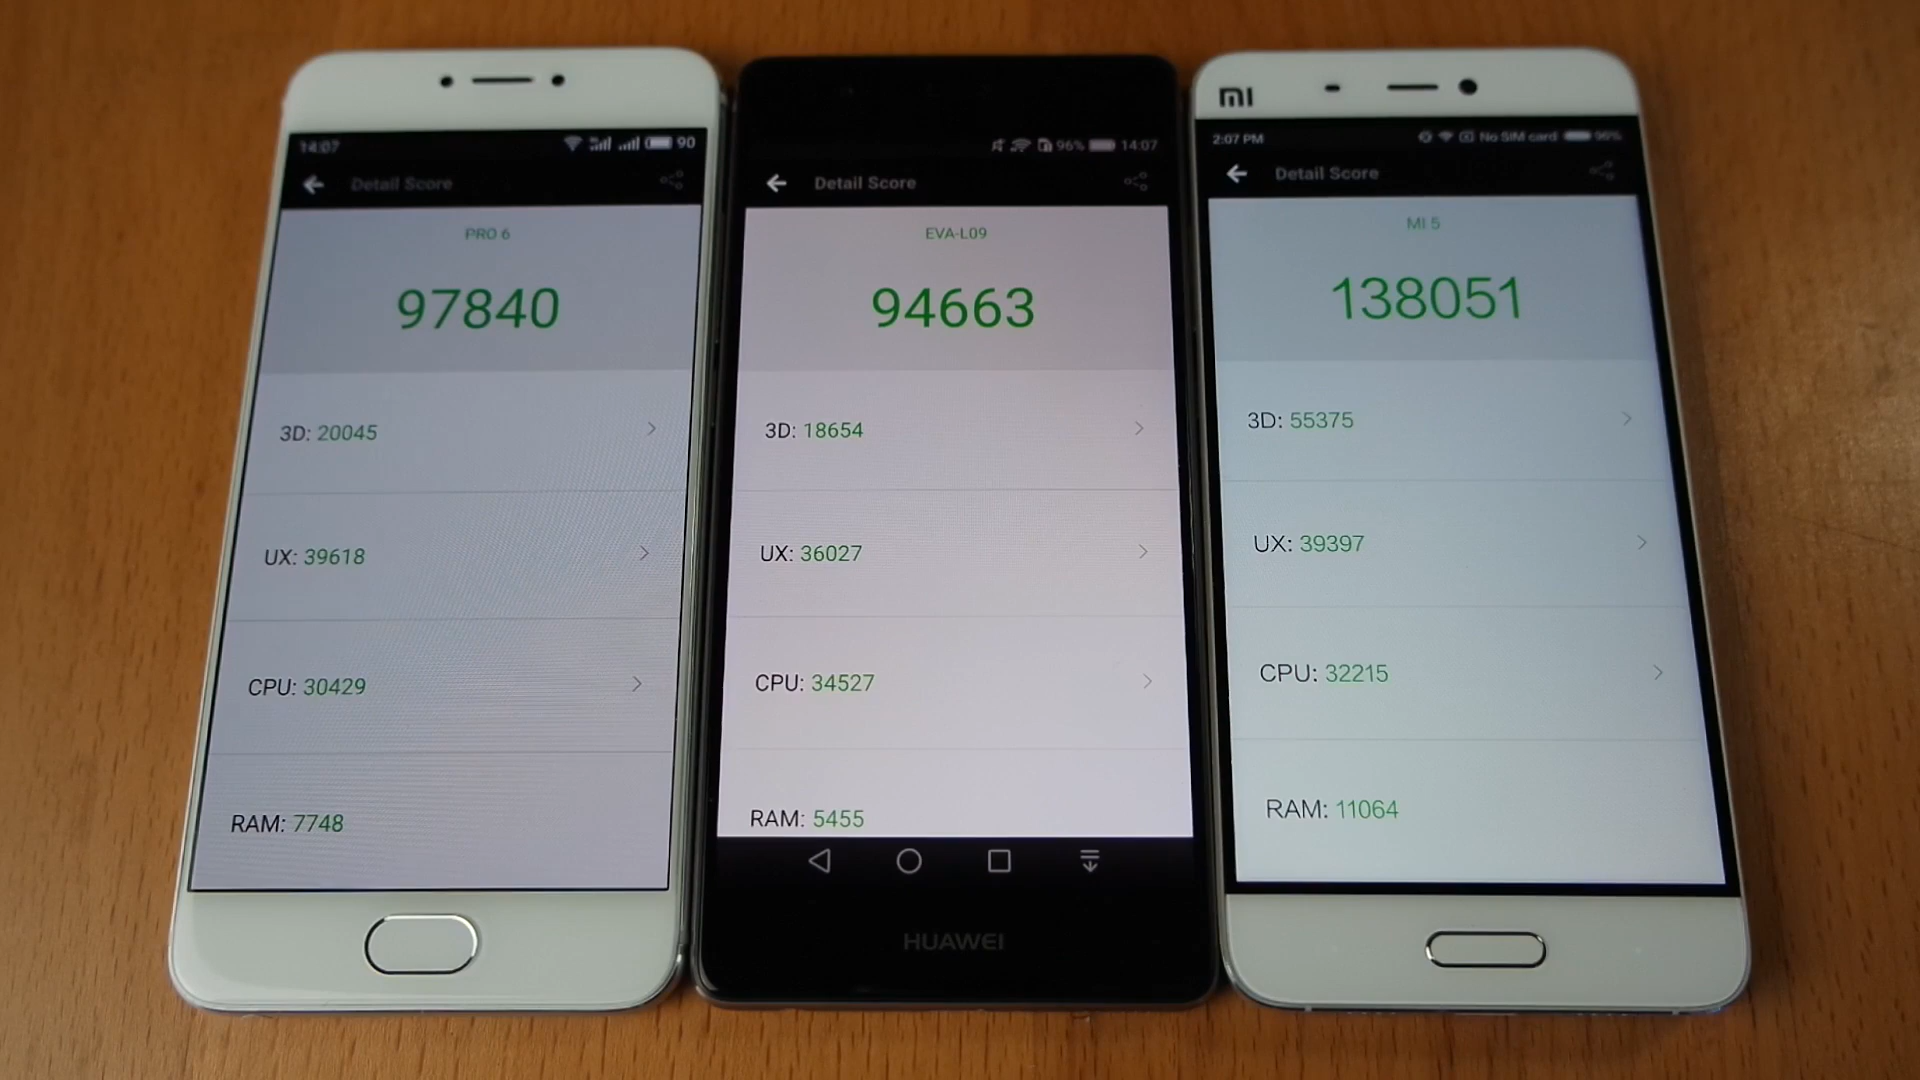 14:07
90
Detail Score
PRO 6
97840
3D: 20045
UX: 39618
CPU: 30429
RAM: 7748
96% 14:07
Detail Score
EVA-L09
94663
3D: 18654
UX: 36027
CPU: 34527
RAM: 5455
HUAWEI
MI
2:07 PM
No SIM card 96%
Detail Score
MI 5
138051
3D: 55375
UX: 39397
CPU: 32215
RAM: 11064